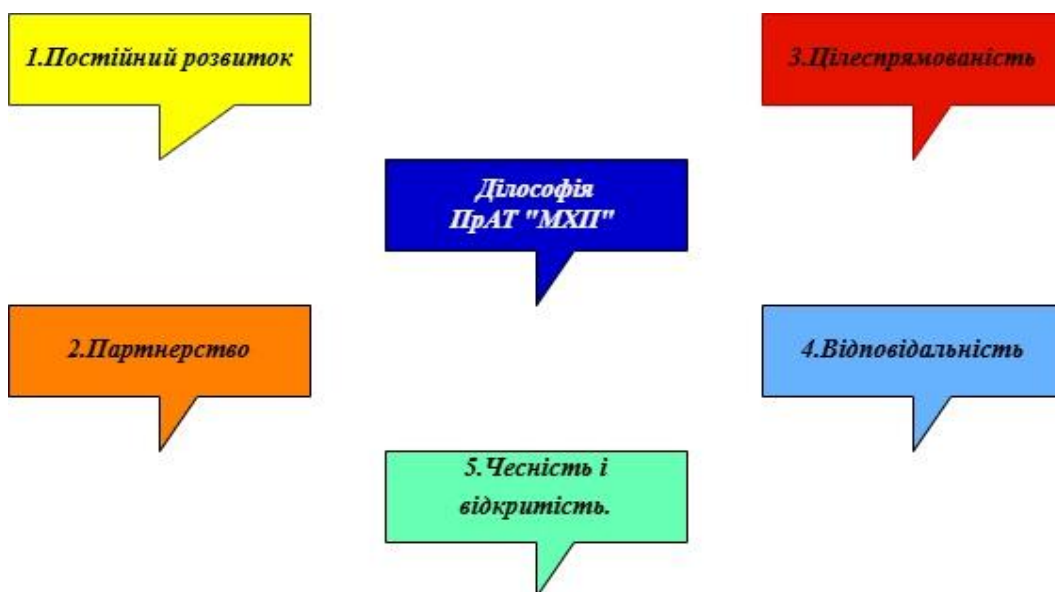 1.Постійний розвиток
3.Цілеспрямованість
Ділософія
ПрАТ "МХП"
2.Партнерство
4.Відповідальність
5.Чесність і
відкритість.